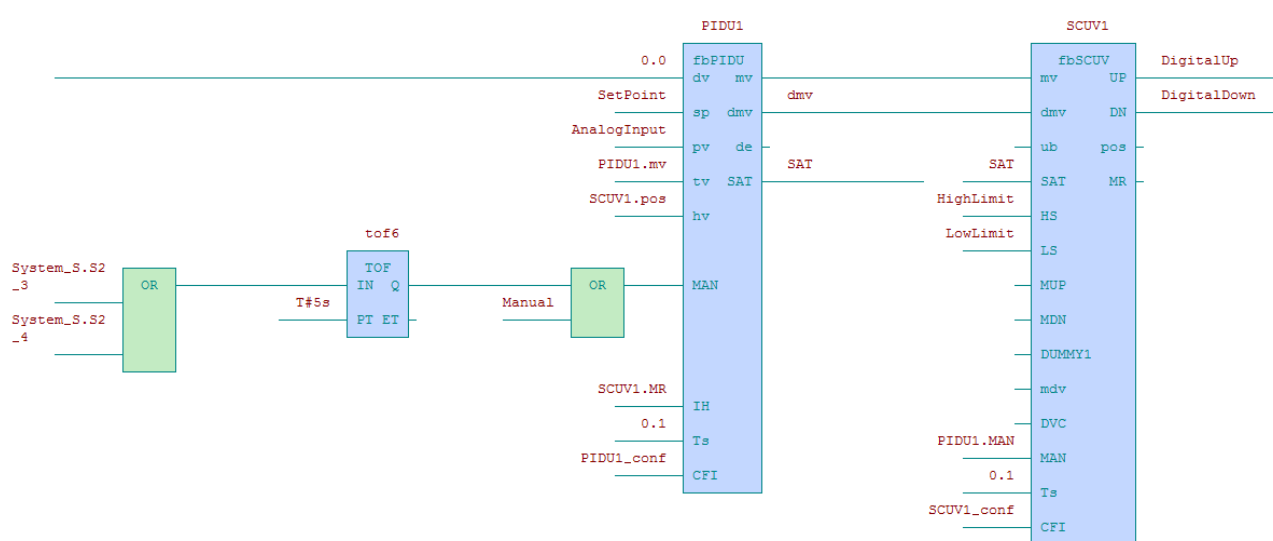 PIDU1
SCUV1
0.0
fbPIDU
fbSCUV
DigitalUp
dv mv
mv UP
SetPoint
dmv
DigitalDown
sp dmv
dmv DN
AnalogInput
pv de
ub pos
PIDU1.mv
SAT
SAT
tv SAT
SAT MR
SCUV1.pos
HighLimit
hv
HS
tof6
LowLimit
LS
System_S.S2
_3
OR
TOF
IN Q
OR
MAN
MUP
T#5s
Manual
System_S.S2
_4
PT ET
MDN
DUMMY1
SCUV1.MR
mdv
IH
0.1
DVC
Ts
PIDU1.MAN
PIDU1_conf
MAN
CFI
0.1
Ts
SCUV1_conf
CFI